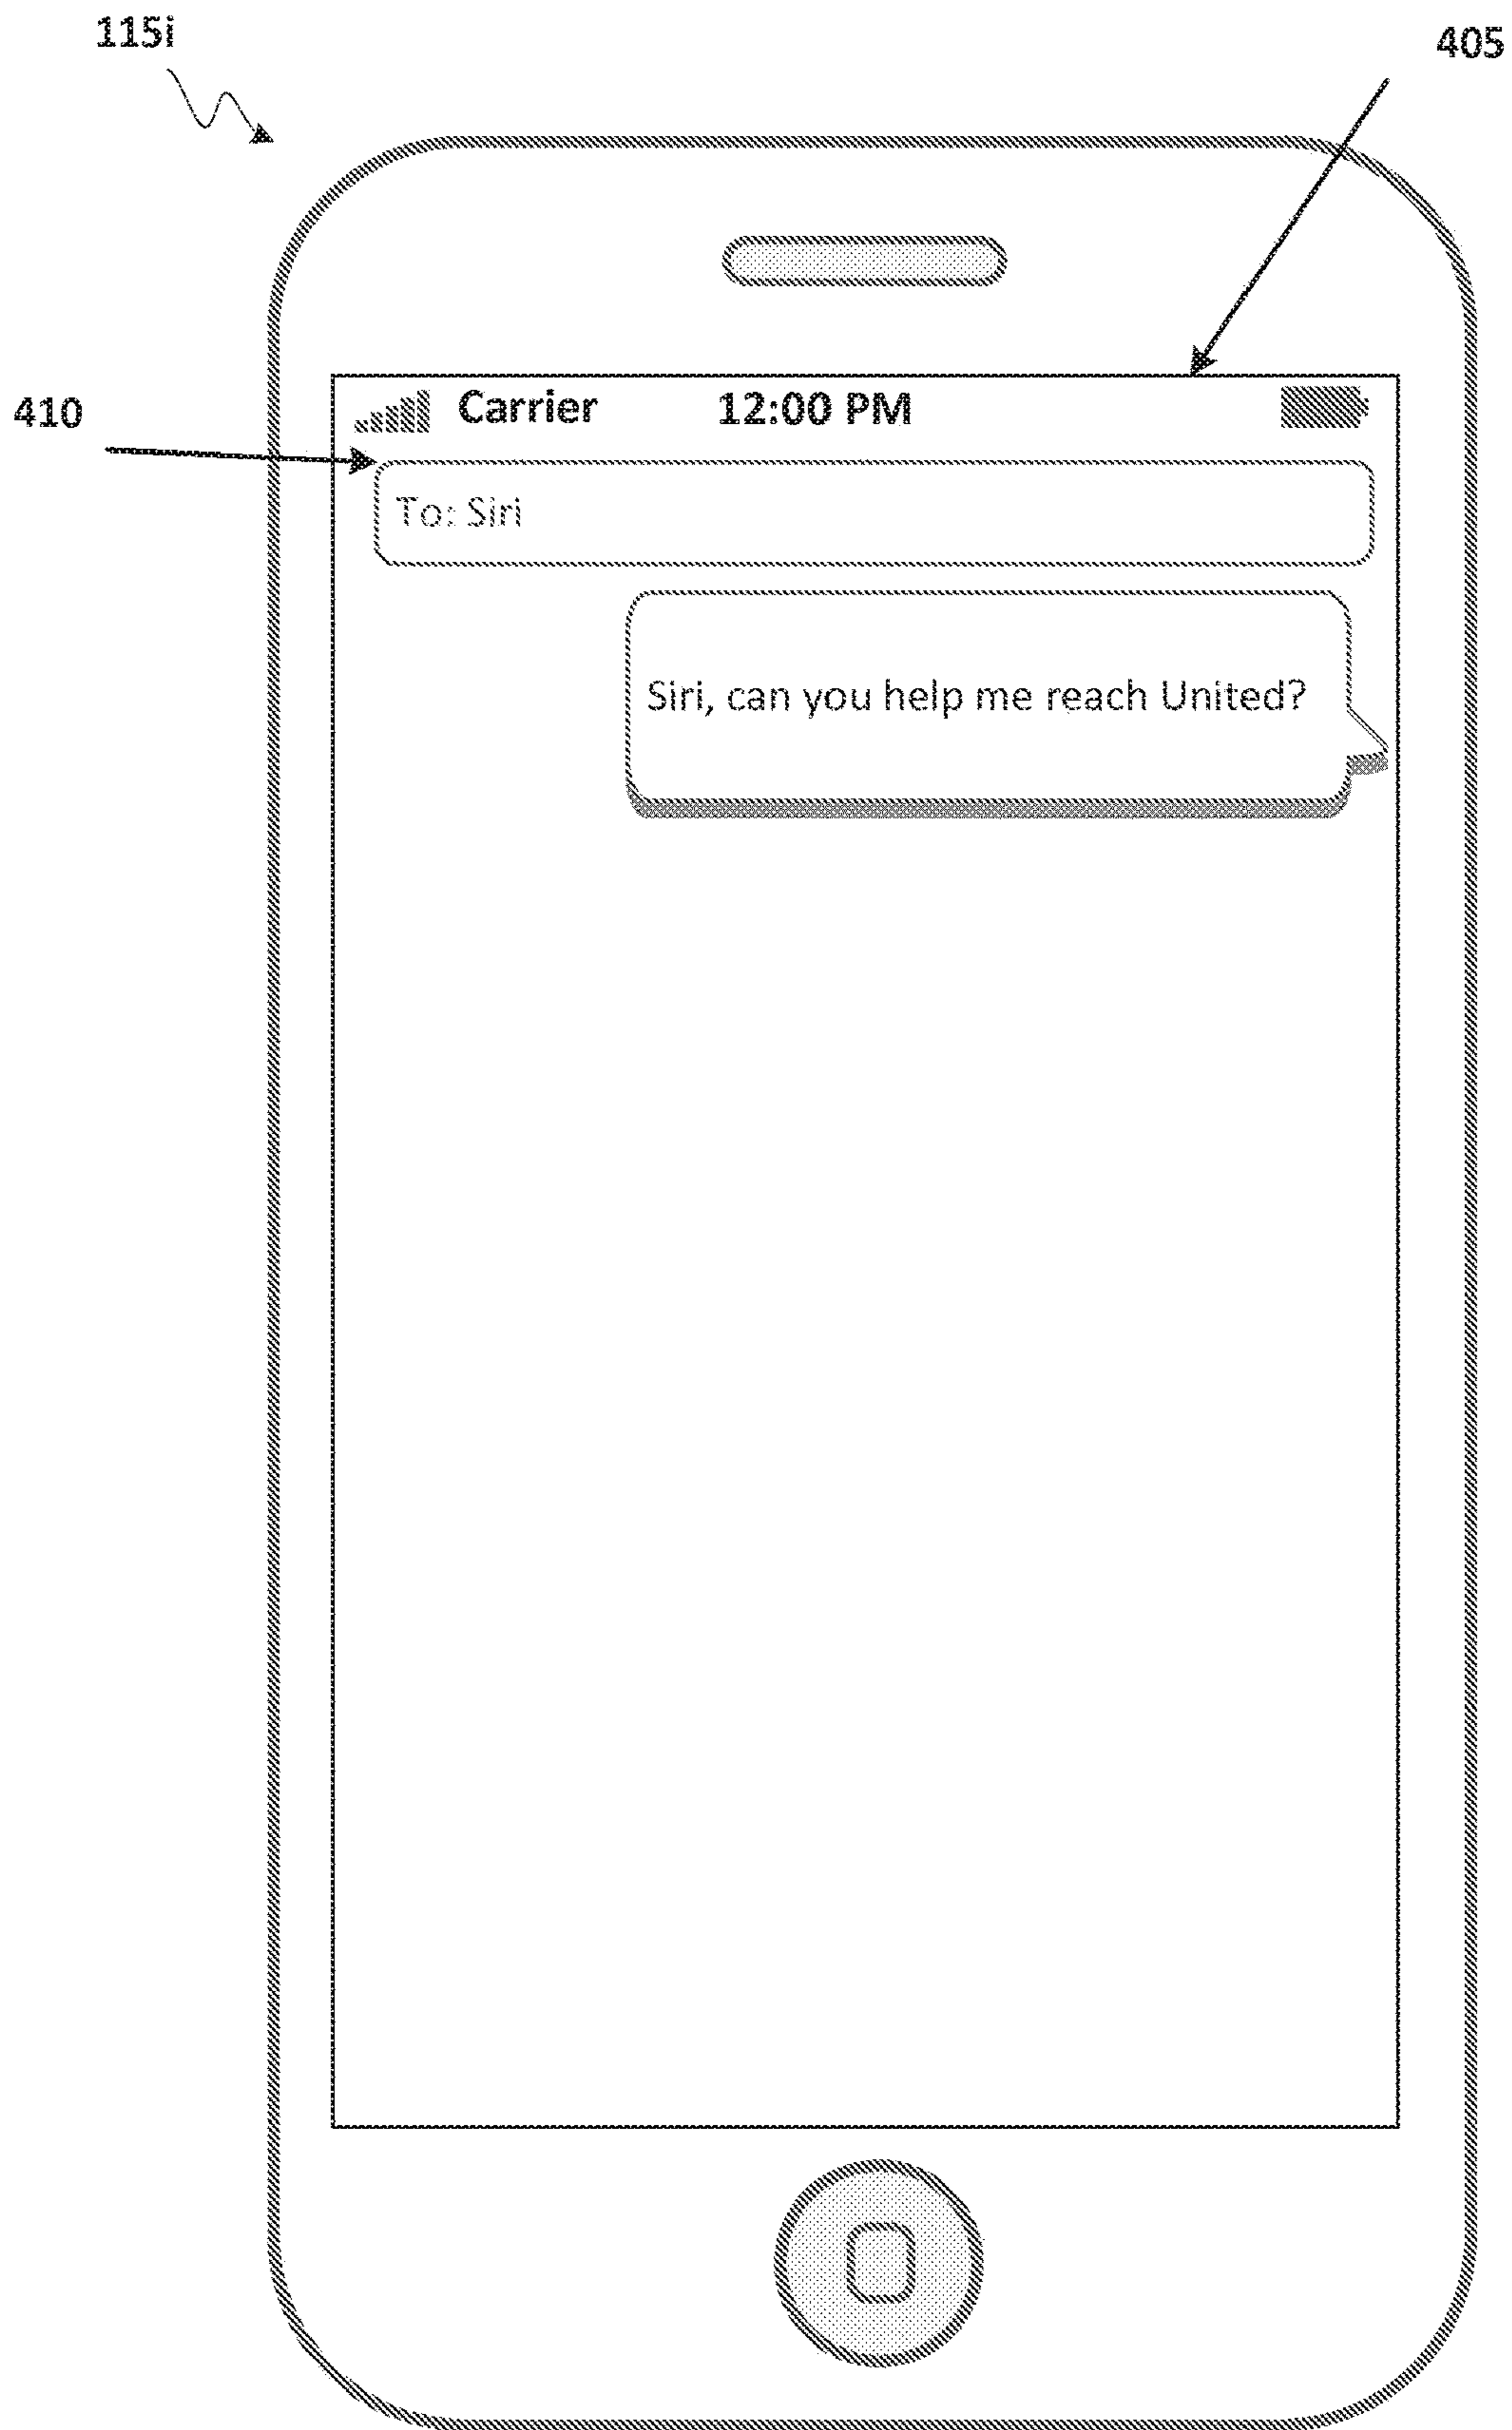 115i
405
410
Carrier 12:00 PM
To: Siri
Siri, can you help me reach United?